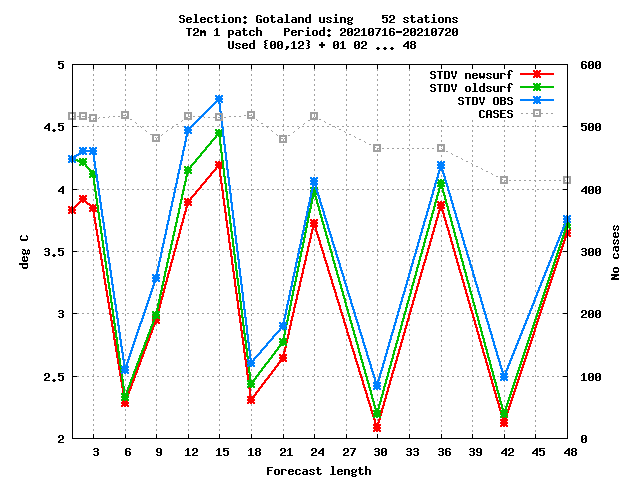 Selection: Gotaland using    52 stations
T2m 1 patch   Period: 20210716-20210720
Used {00,12} + 01 02 ... 48
5 600
STDV newsurf
STDV oldsurf
STDV OBS
CASES
4.5 500
4 400
3.5 300
deg C
No cases
3 200
2.5 100
2 0
3 6 9 12 15 18 21 24 27 30 33 36 39 42 45 48
Forecast length